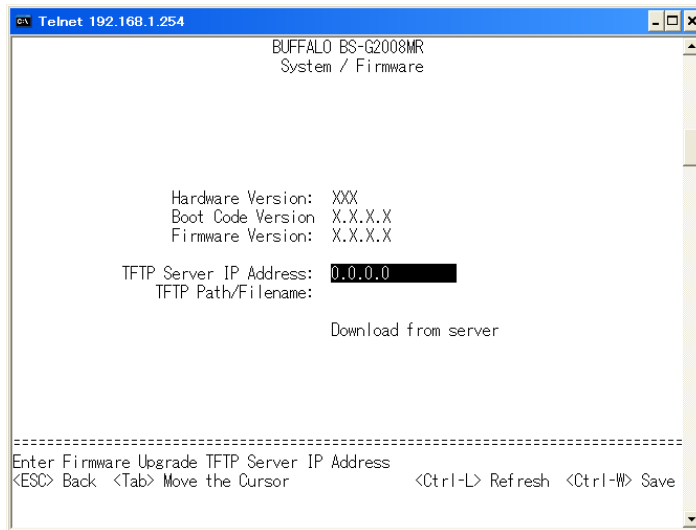 Telnet 192.168.1.254
BUFFALO BS-G2008MR
System / Firmware
Hardware Version: XXX
Boot Code Version X.X.X.X
Firmware Version: X.X.X.X
TFTP Server IP Address: 0.0.0.0
TFTP Path/Filename:
Download from server
================================================================================
Enter Firmware Upgrade TFTP Server IP Address
<ESC> Back <Tab> Move the Cursor <Ctrl-L> Refresh <Ctrl-W> Save